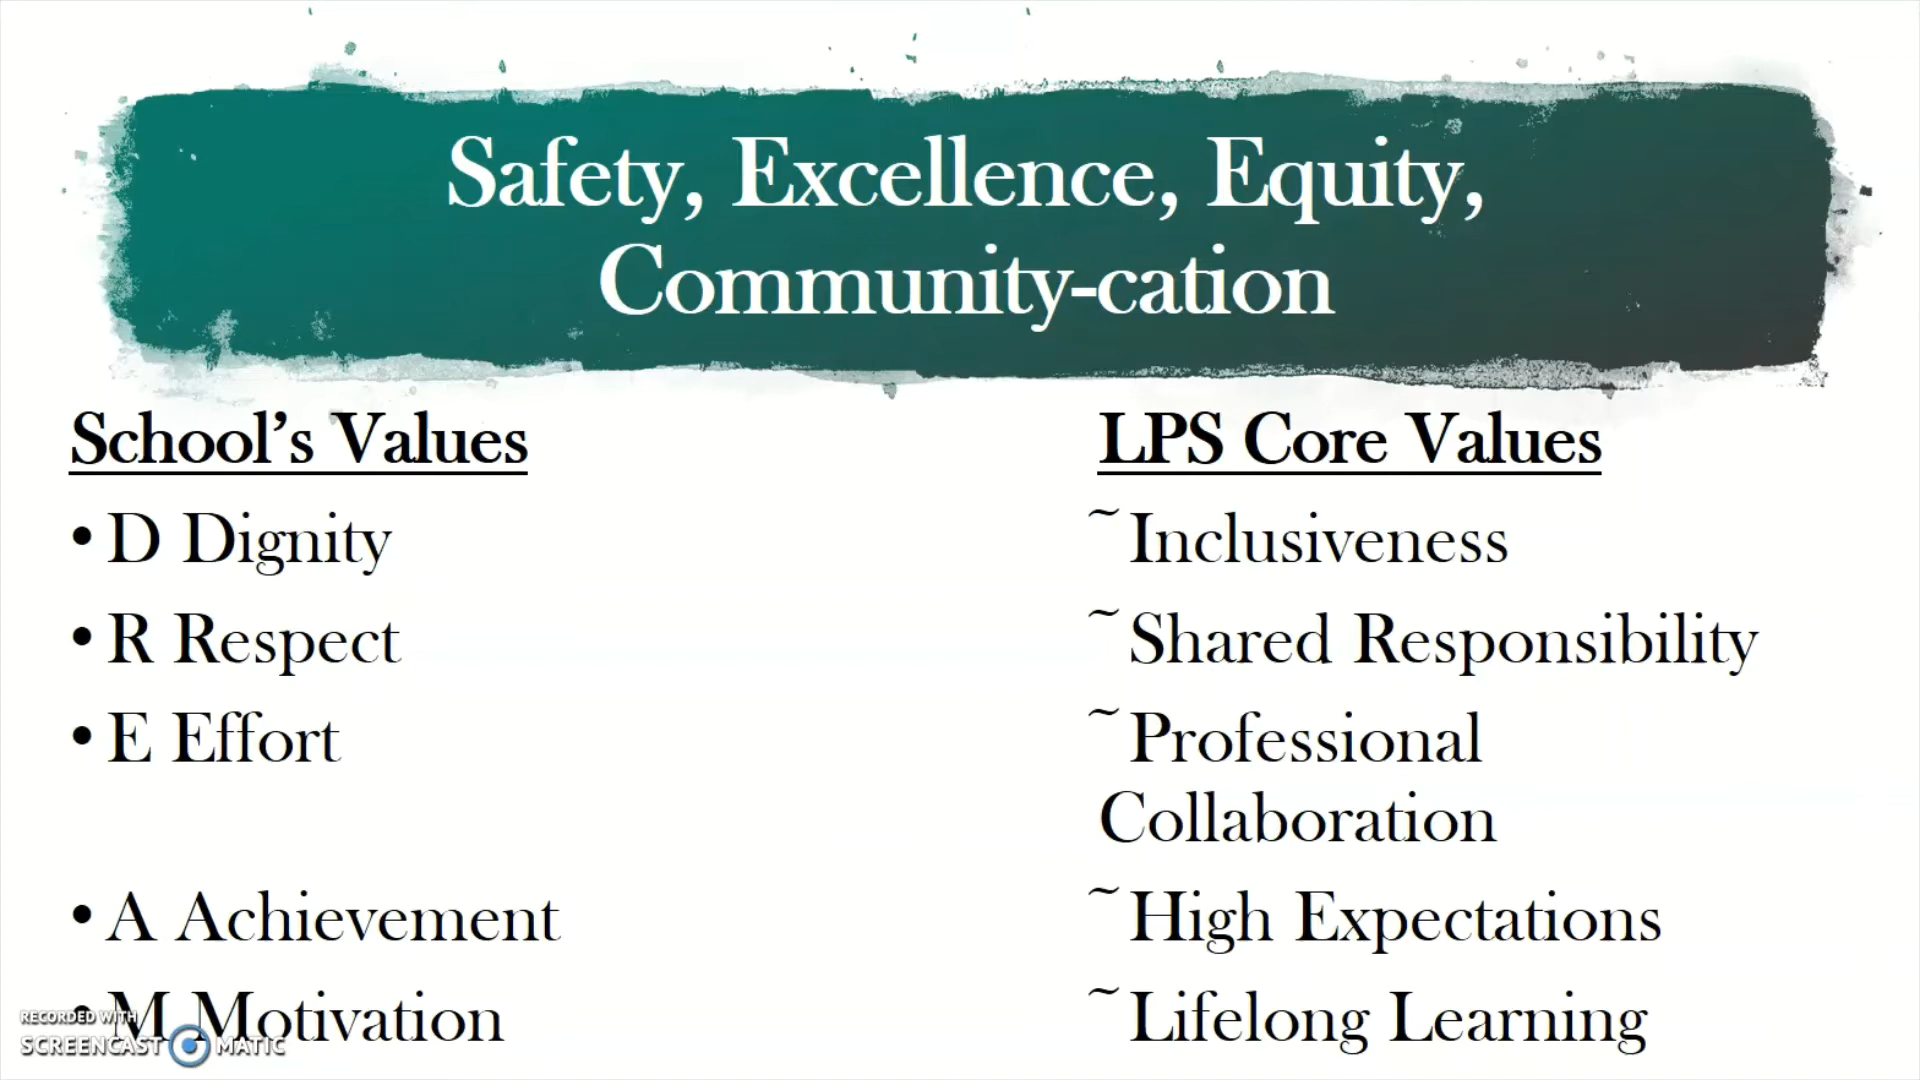 Safety, Excellence, Equity,
Community-cation
School's Values
• D Dignity
• R Respect
• E Effort
• A Achievement
• M Motivation
LPS Core Values
~ Inclusiveness
~ Shared Responsibility
~ Professional
Collaboration
~ High Expectations
~ Lifelong Learning
RECORDED WITH
SCREENCAST MATIC